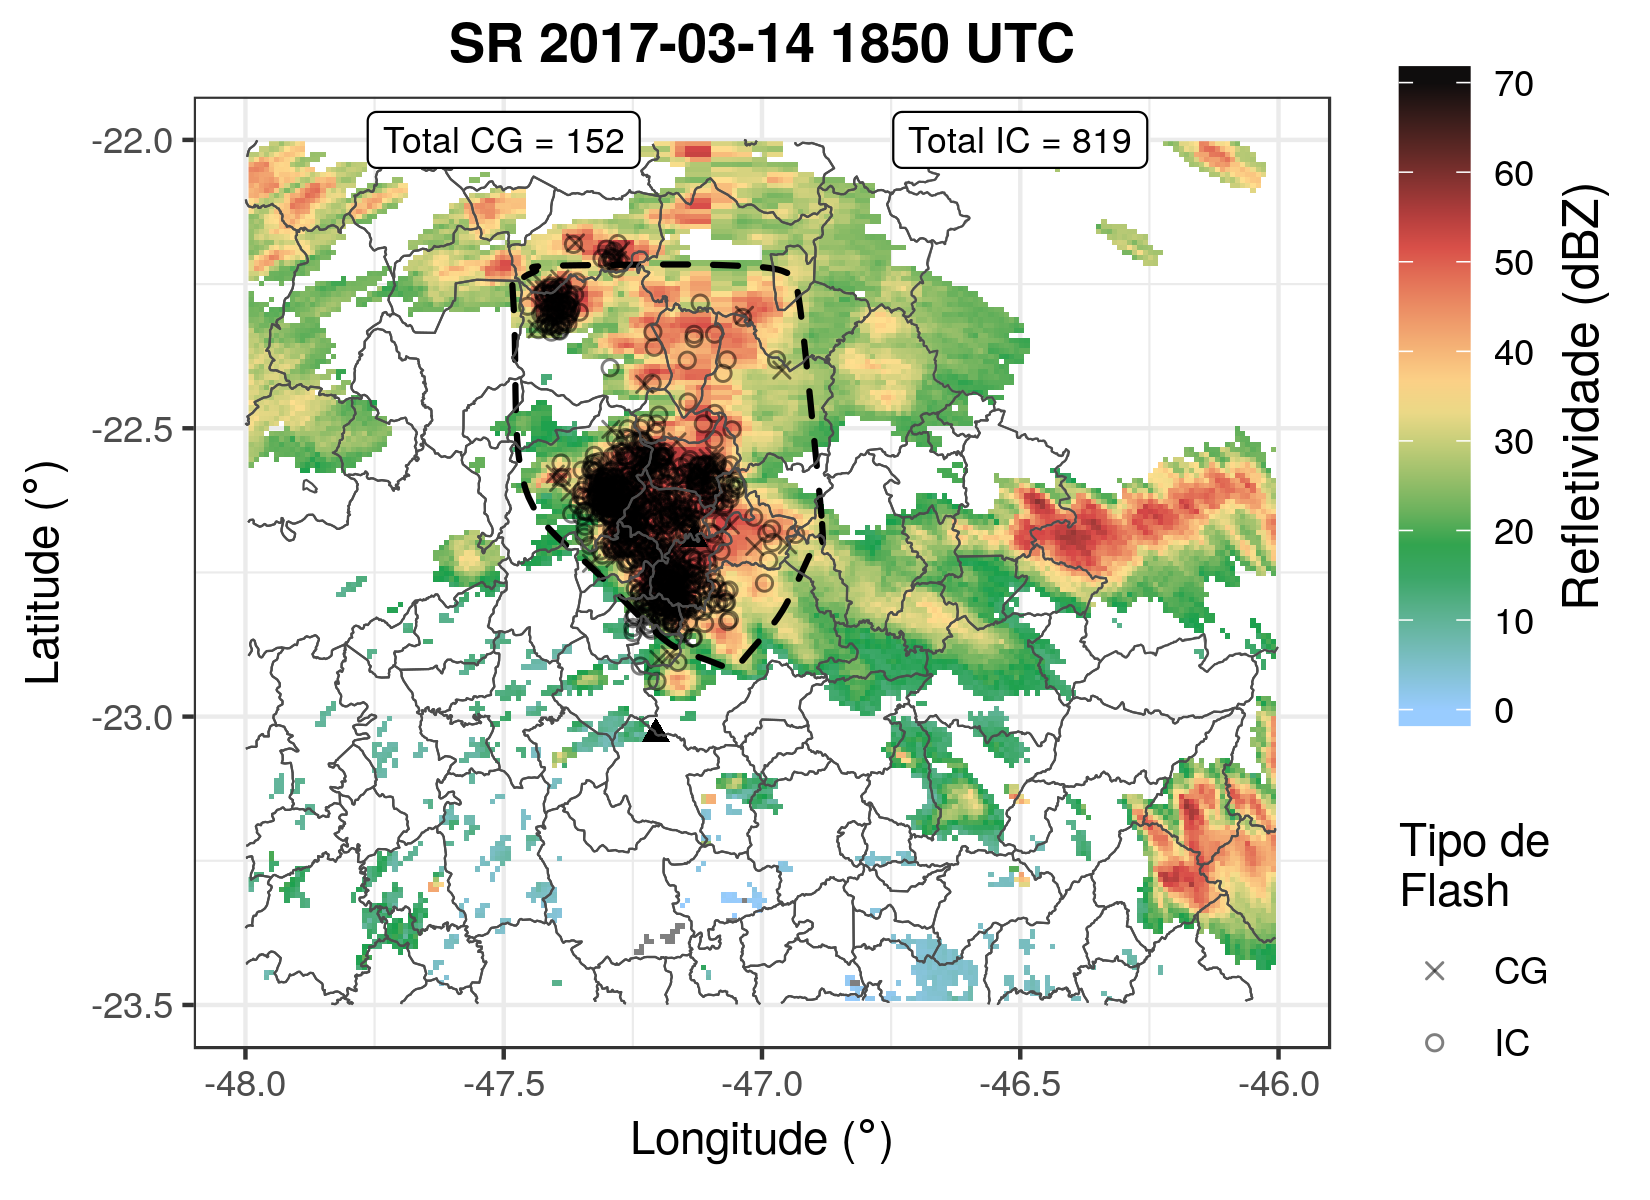 SR 2017-03-14 1850 UTC
Total CG = 152
Total IC = 819
-22.0
-22.5
-23.0
-23.5
Latitude (°)
-48.0
-47.5
-47.0
-46.5
-46.0
Longitude (°)
70
60
50
40
30
20
10
0
Refletividade (dBZ)
Tipo de
Flash
CG
IC